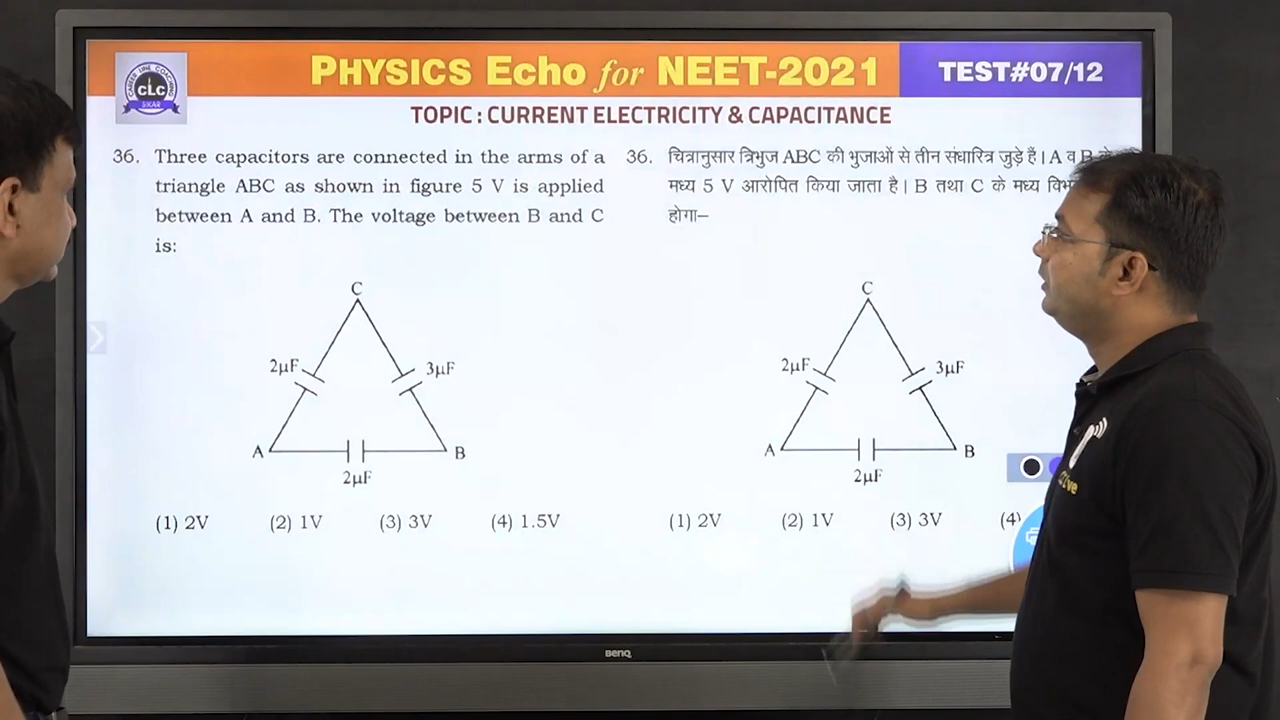 PHYSICS Echo for NEET-2021
TEST#07/12
CAREER LINE COACHING
CLC
SIKAR
TOPIC : CURRENT ELECTRICITY & CAPACITANCE
36. Three capacitors are connected in the arms of a
triangle ABC as shown in figure 5 V is applied
between A and B. The voltage between B and C
is:
C
2µF
3µF
A
B
2µF
(1) 2V (2) 1V (3) 3V (4) 1.5V
36. चित्रानुसार त्रिभुज ABC की भुजाओं से तीन संधारित्र जुड़े हैं। A व B
मध्य 5 V आरोपित किया जाता है। B तथा C के मध्य
होगा–
C
2µF
3µF
A
B
2µF
(1) 2V (2) 1V (3) 3V (4)
BenQ